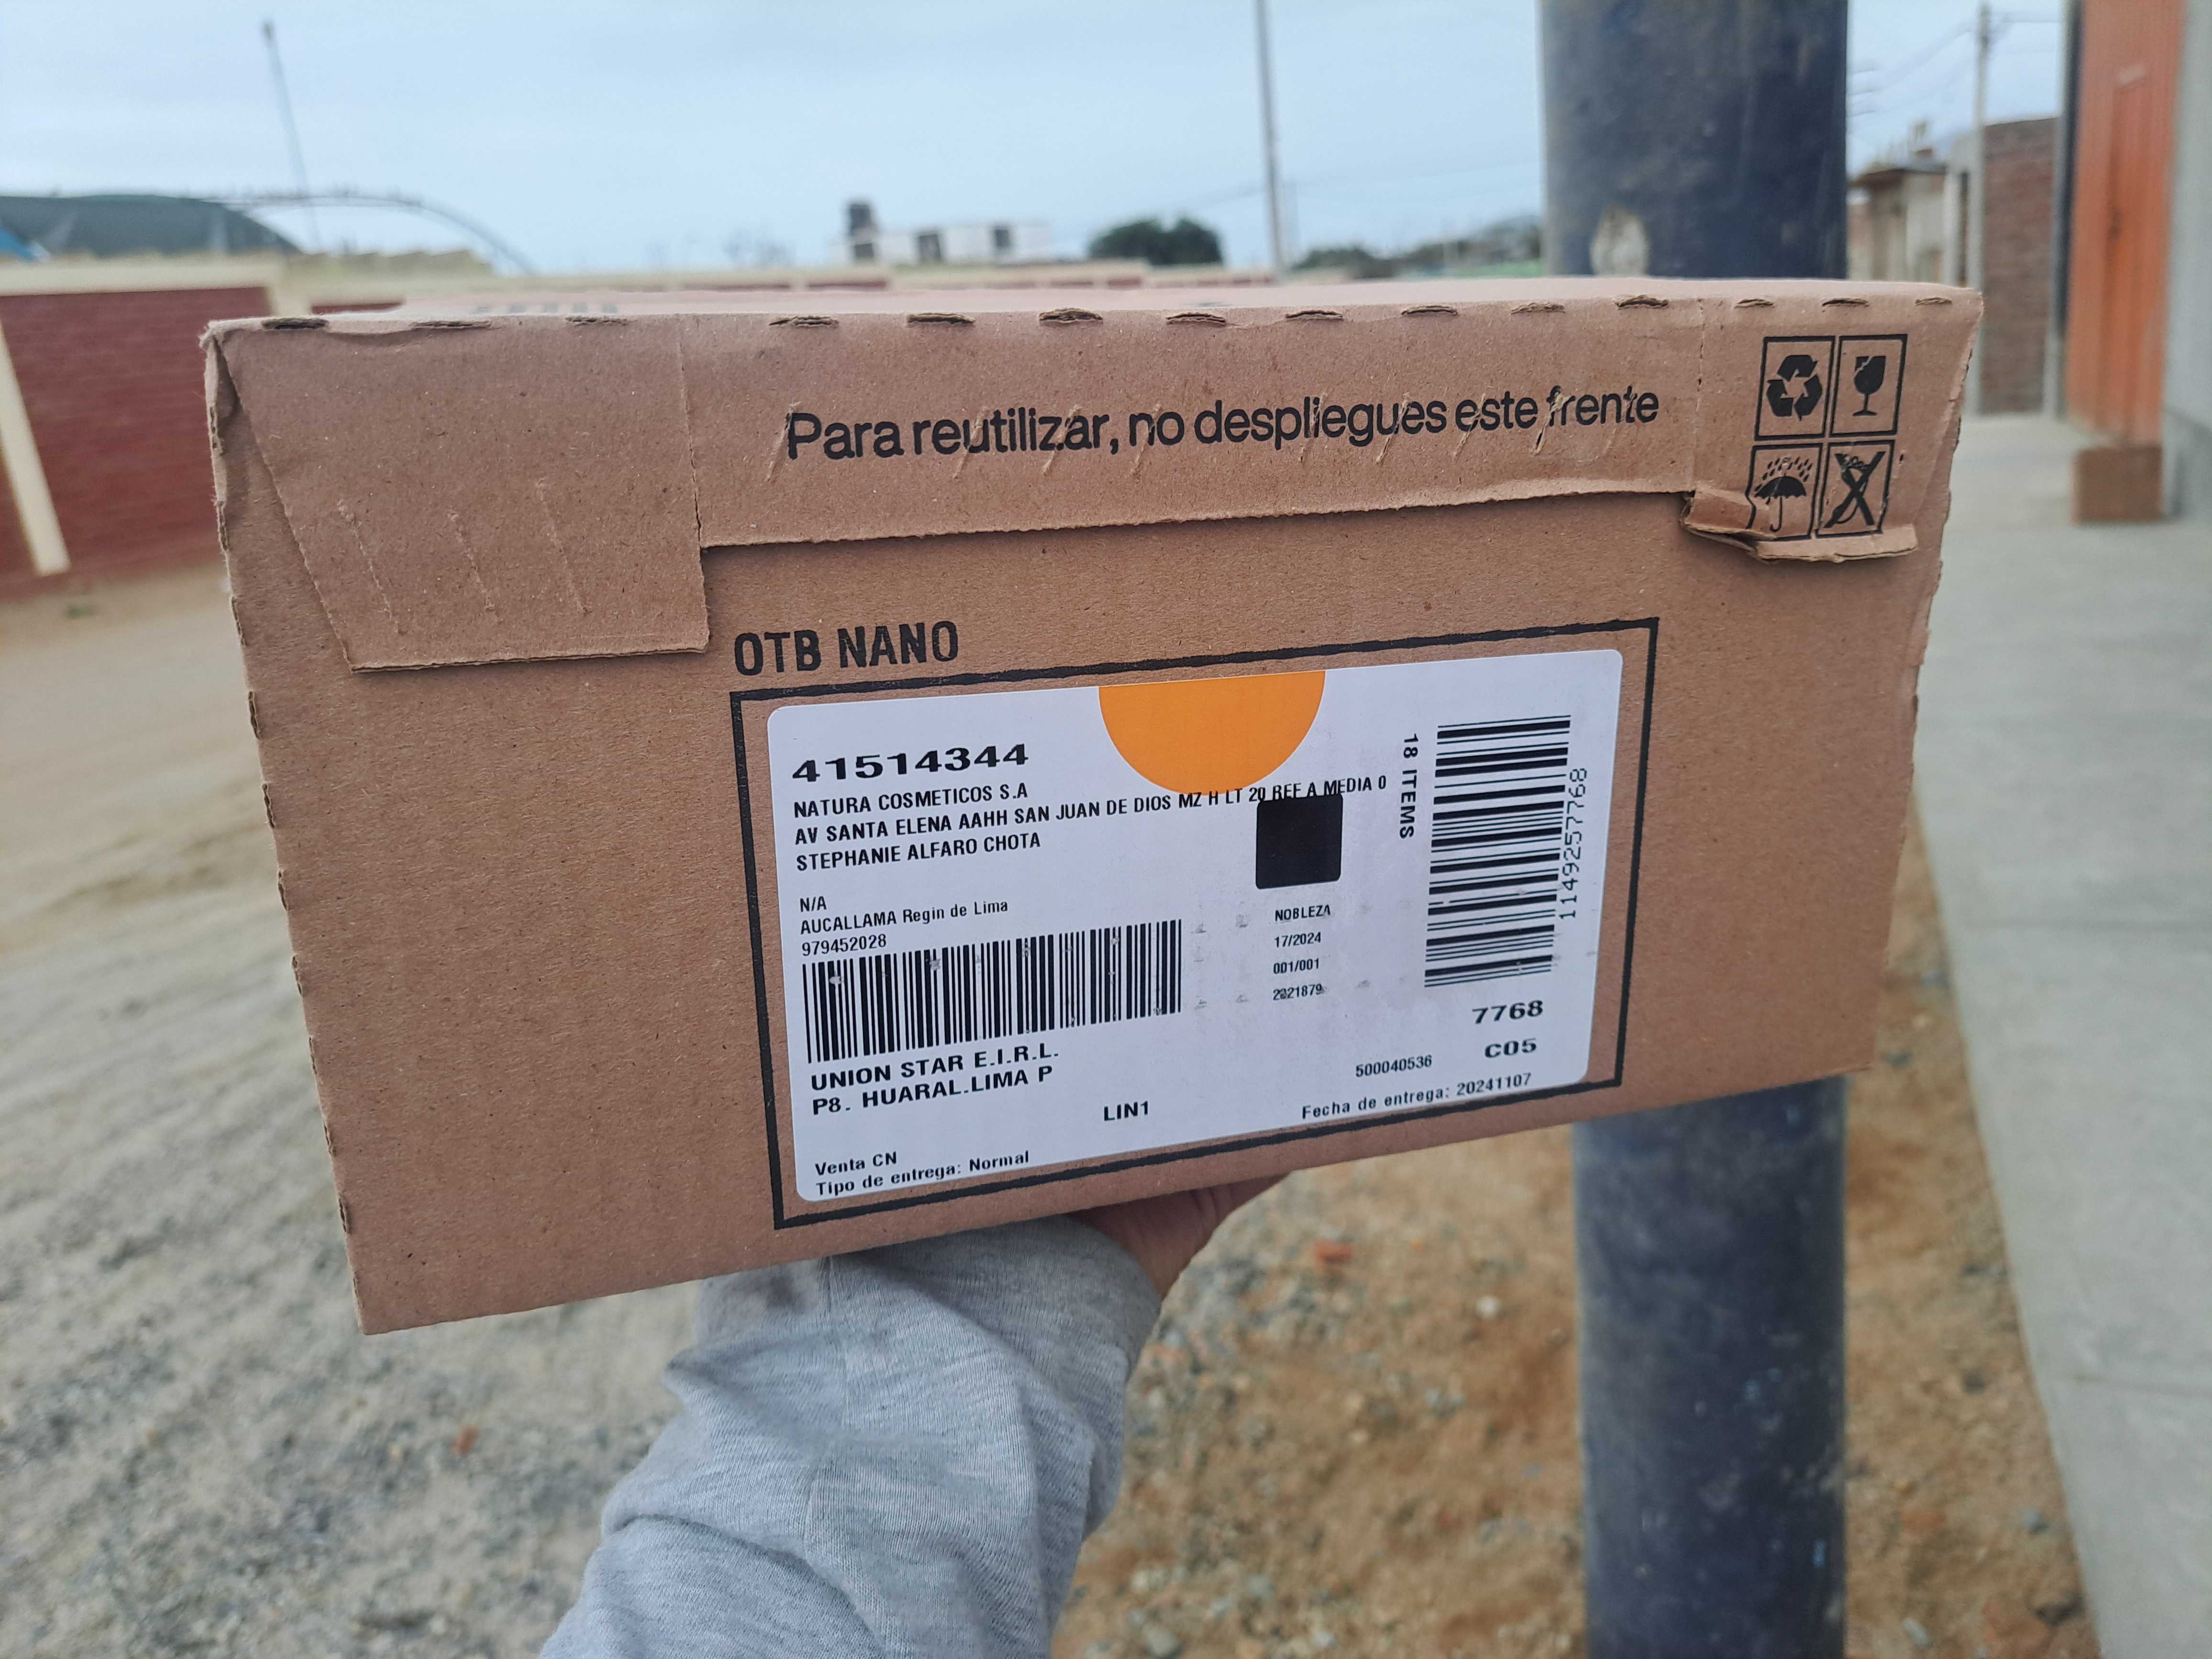 Para reutilizar, no despliegues este frente
OTB NANO
41514344
NATURA COSMETICOS S.A
AV SANTA ELENA AAHH SAN JUAN DE DIOS MZ H LT 20 REF A MEDIA 0
STEPHANIE ALFARO CHOTA
N/A
AUCALLAMA Regin de Lima
979452028
UNION STAR E.I.R.L.
P8. HUARAL.LIMA P
LIN1
Venta CN
Tipo de entrega: Normal
NOBLEZA
17/2024
001/001
2221879
18 ITEMS
11492577768
7768
C05
500040536
Fecha de entrega: 20241107